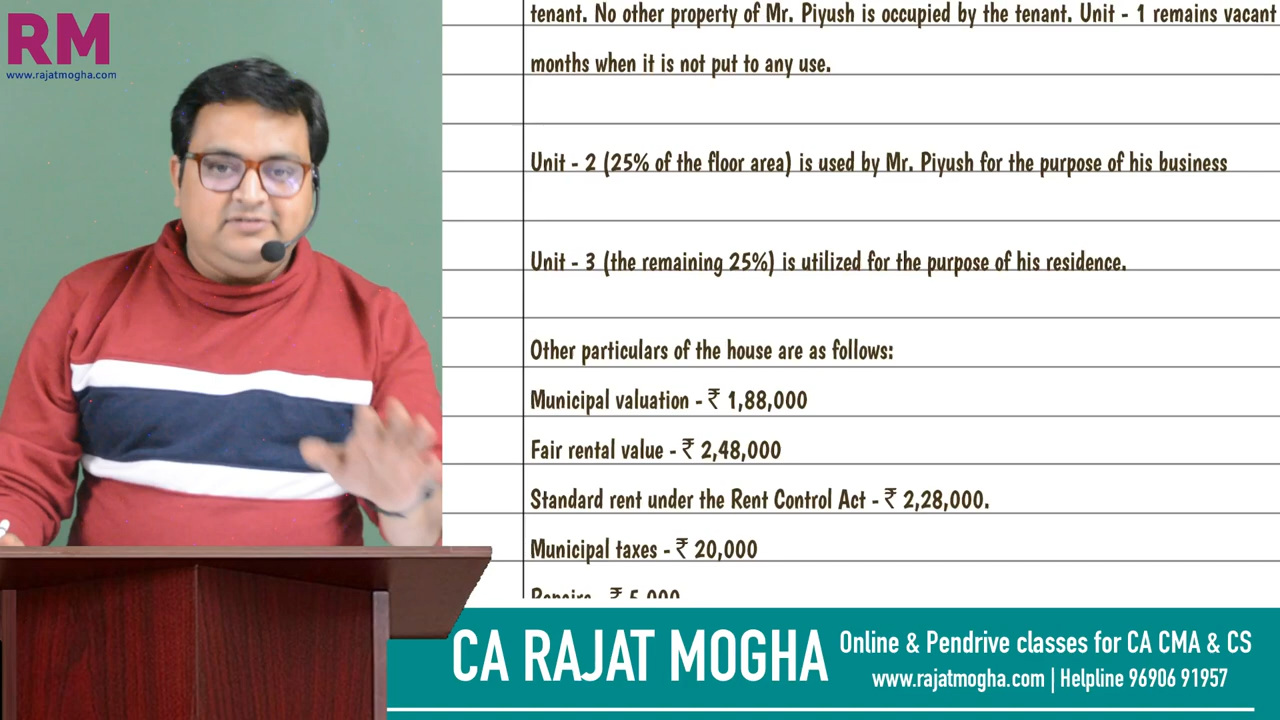 RM
www.rajatmogha.com
tenant. No other property of Mr. Piyush is occupied by the tenant. Unit - 1 remains vacant
months when it is not put to any use.
Unit - 2 (25% of the floor area) is used by Mr. Piyush for the purpose of his business
Unit - 3 (the remaining 25%) is utilized for the purpose of his residence.
Other particulars of the house are as follows:
Municipal valuation - ₹ 1,88,000
Fair rental value - ₹ 2,48,000
Standard rent under the Rent Control Act - ₹ 2,28,000.
Municipal taxes - ₹ 20,000
Repairs - ₹ 5,000
CA RAJAT MOGHA
Online & Pendrive classes for CA CMA & CS
www.rajatmogha.com | Helpline 96906 91957